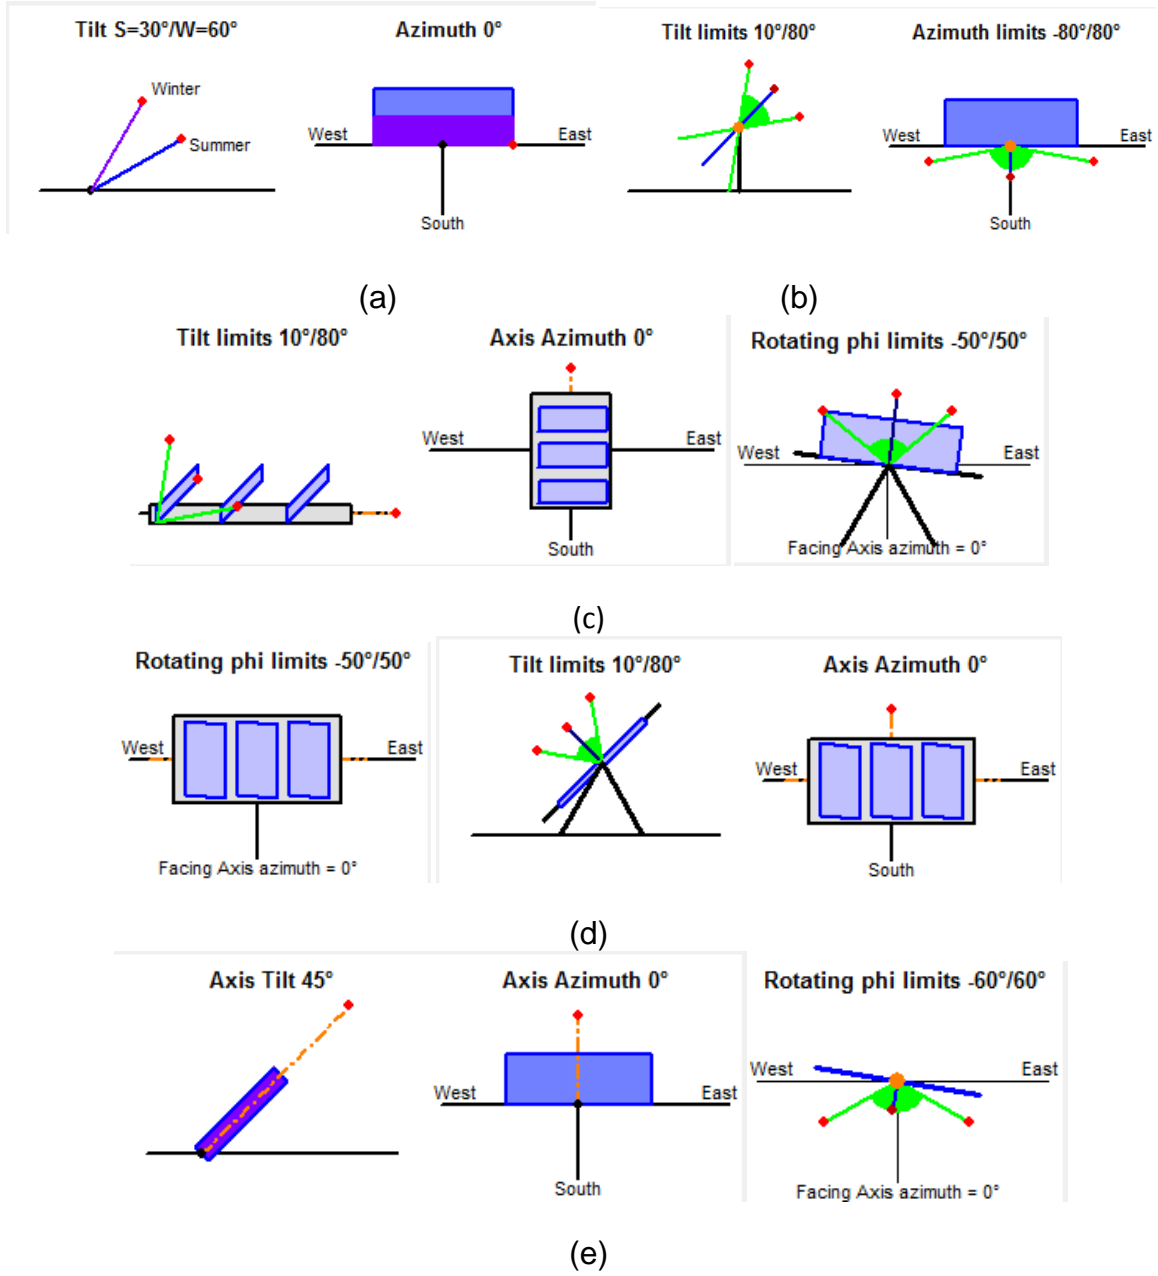 Tilt S=30°/W=60°
Azimuth 0°
Tilt limits 10°/80°
Azimuth limits -80°/80°
Winter
Summer
West
East
South
West
East
South
(a)
(b)
Tilt limits 10°/80°
Axis Azimuth 0°
Rotating phi limits -50°/50°
West
East
South
West
East
Facing Axis azimuth = 0°
(c)
Rotating phi limits -50°/50°
Tilt limits 10°/80°
Axis Azimuth 0°
West
East
Facing Axis azimuth = 0°
West
East
South
(d)
Axis Tilt 45°
Axis Azimuth 0°
Rotating phi limits -60°/60°
West
East
South
West
East
Facing Axis azimuth = 0°
(e)